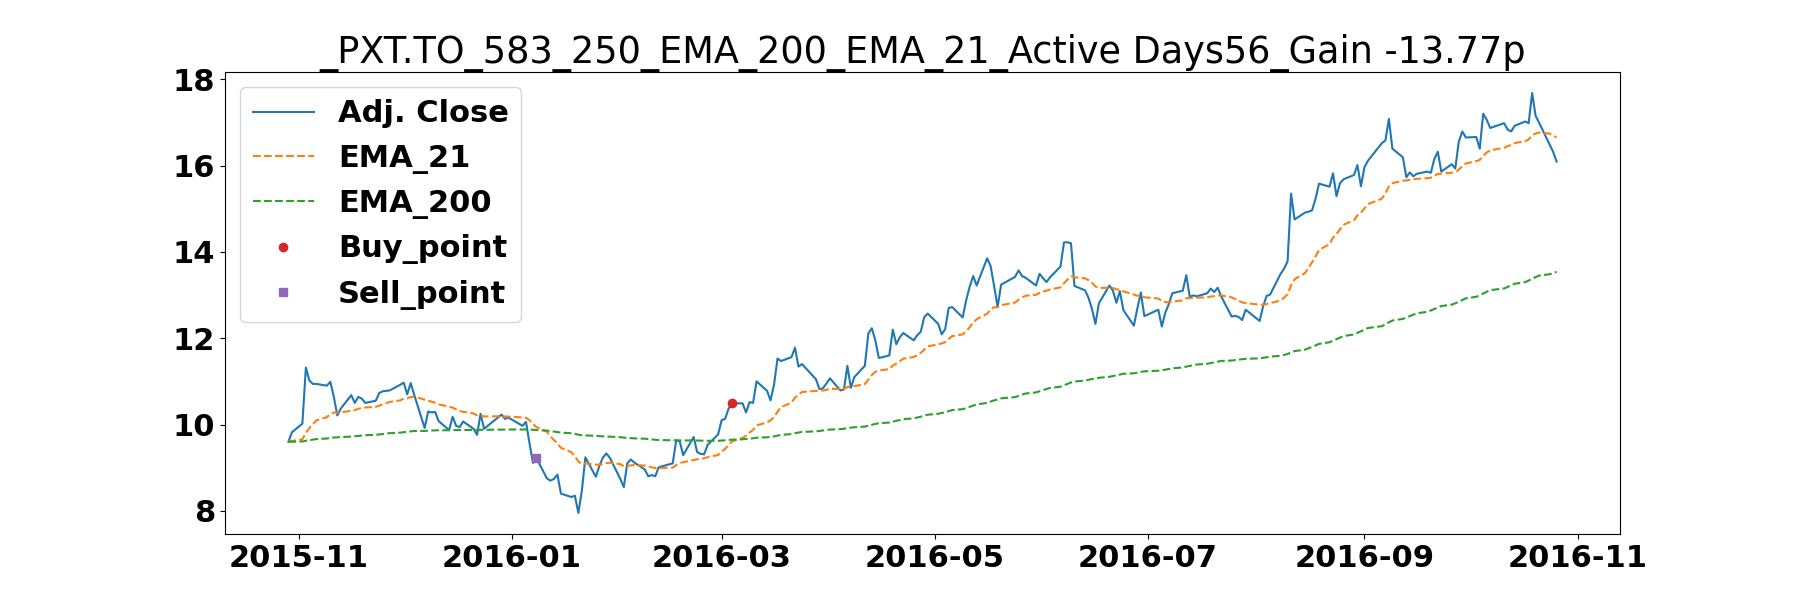 _PXT.TO_583_250_EMA_200_EMA_21_Active Days56_Gain -13.77p
18
16
14
12
10
8
Adj. Close
EMA_21
EMA_200
Buy_point
Sell_point
2015-11 2016-01 2016-03 2016-05 2016-07 2016-09 2016-11